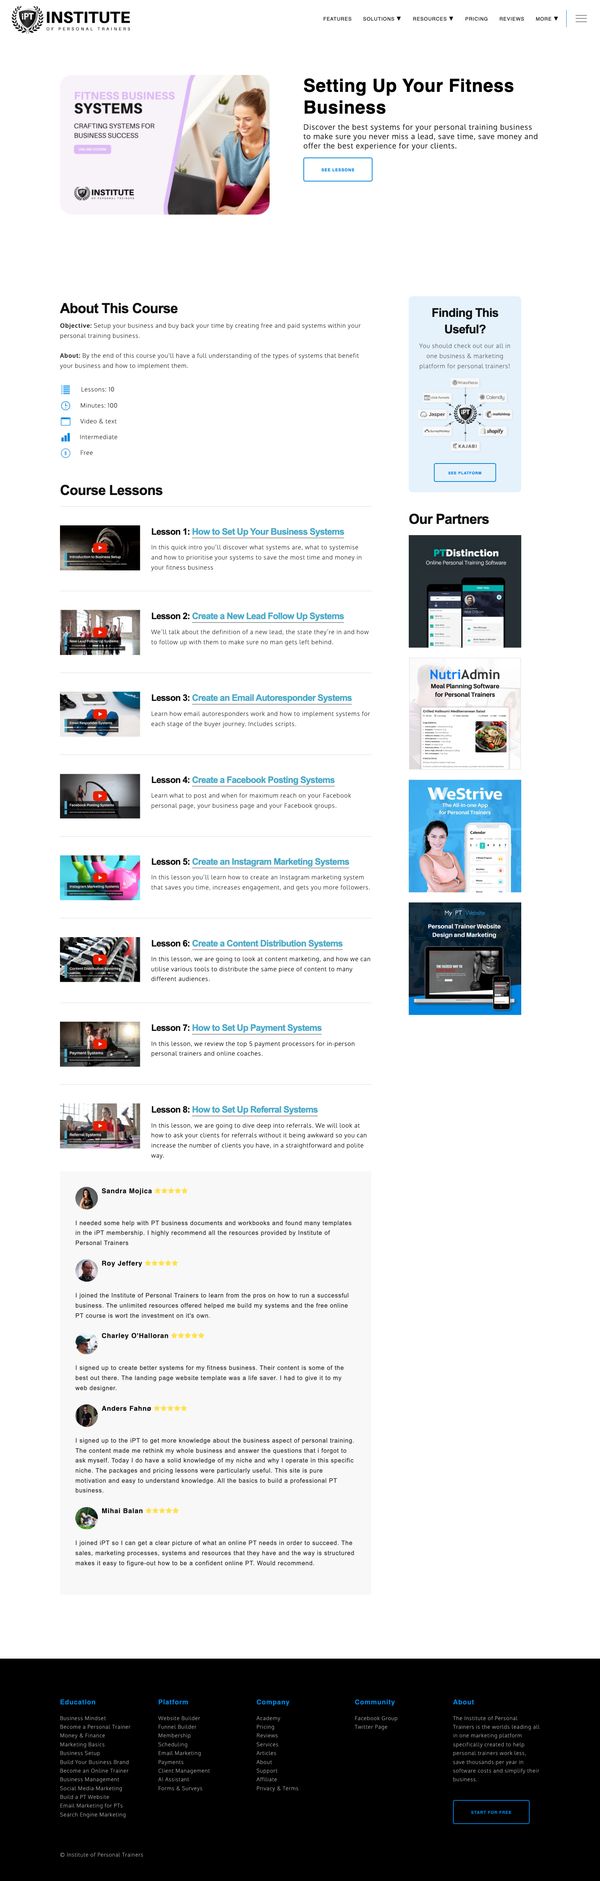 iPT INSTITUTE
OF PERSONAL TRAINERS
FEATURES SOLUTIONS ▼ RESOURCES ▼ PRICING REVIEWS MORE ▼
FITNESS BUSINESS
SYSTEMS
CRAFTING SYSTEMS FOR
BUSINESS SUCCESS
INSTITUTE
OF PERSONAL TRAINERS
Setting Up Your Fitness
Business
Discover the best systems for your personal training business
to make sure you never miss a lead, save time, save money and
offer the best experience for your clients.
SEE LESSONS
About This Course
Objective: Setup your business and buy back your time by creating free and paid systems within your
personal training business.
About: By the end of this course you'll have a full understanding of the types of systems that benefit
your business and how to implement them.
Lessons: 10
Minutes: 100
Video & text
Intermediate
Free
Course Lessons
Introduction to Business Setup
Lesson 1: How to Set Up Your Business Systems
In this quick intro you'll discover what systems are, what to systemise
and how to prioritise your systems to save the most time and money in
your fitness business
New Lead Follow Up Systems
Lesson 2: Create a New Lead Follow Up Systems
We'll talk about the definition of a new lead, the state they're in and how
to follow up with them to make sure no man gets left behind.
Email Responder Systems
Lesson 3: Create an Email Autoresponder Systems
Learn how email autoresponders work and how to implement systems for
each stage of the buyer journey. Includes scripts.
Facebook Posting Systems
Lesson 4: Create a Facebook Posting Systems
Learn what to post and when for maximum reach on your Facebook
personal page, your business page and your Facebook groups.
Instagram Marketing Systems
Lesson 5: Create an Instagram Marketing Systems
In this lesson you'll learn how to create an Instagram marketing system
that saves you time, increases engagement, and gets you more followers.
Content Distribution Systems
Lesson 6: Create a Content Distribution Systems
In this lesson, we are going to look at content marketing, and how we can
utilise various tools to distribute the same piece of content to many
different audiences.
Payment Systems
Lesson 7: How to Set Up Payment Systems
In this lesson, we review the top 5 payment processors for in-person
personal trainers and online coaches.
Referral Systems
Lesson 8: How to Set Up Referral Systems
In this lesson, we are going to dive deep into referrals. We will look at
how to ask your clients for referrals without it being awkward so you can
increase the number of clients you have, in a straightforward and polite
way.
Sandra Mojica ★★★★★
I needed some help with PT business documents and workbooks and found many templates
in the iPT membership. I highly recommend all the resources provided by Institute of
Personal Trainers
Roy Jeffery ★★★★★
I joined the Institute of Personal Trainers to learn from the pros on how to run a successful
business. The unlimited resources offered helped me build my systems and the free online
PT course is wort the investment on it's own.
Charley O'Halloran ★★★★★
I signed up to create better systems for my fitness business. Their content is some of the
best out there. The landing page website template was a life saver. I had to give it to my
web designer.
Anders Fahnø ★★★★★
I signed up to the iPT to get more knowledge about the business aspect of personal training.
The content made me rethink my whole business and answer the questions that i forgot to
ask myself. Today I do have a solid knowledge of my niche and why I operate in this specific
niche. The packages and pricing lessons were particularly useful. This site is pure
motivation and easy to understand knowledge. All the basics to build a professional PT
business.
Mihai Balan ★★★★★
I joined iPT so I can get a clear picture of what an online PT needs in order to succeed. The
sales, marketing processes, systems and resources that they have and the way is structured
makes it easy to figure-out how to be a confident online PT. Would recommend.
Finding This
Useful?
You should check out our all in
one business & marketing
platform for personal trainers!
WordPress
Calendly
Jasper
iPT
mailchimp
SurveyMonkey
shopify
KAJABI
SEE PLATFORM
Our Partners
PTDistinction
Online Personal Training Software
NutriAdmin
Meal Planning Software
for Personal Trainers
WeStrive
The All-in-one App
for Personal Trainers
Calendar
My PT Website
Personal Trainer Website
Design and Marketing
Education
Business Mindset
Become a Personal Trainer
Money & Finance
Marketing Basics
Business Setup
Build Your Business Brand
Become an Online Trainer
Business Management
Social Media Marketing
Build a PT Website
Email Marketing for PTs
Search Engine Marketing
Platform
Website Builder
Funnel Builder
Membership
Scheduling
Email Marketing
Payments
Client Management
AI Assistant
Forms & Surveys
Company
Academy
Pricing
Reviews
Services
Articles
About
Support
Affiliate
Privacy & Terms
Community
Facebook Group
Twitter Page
About
The Institute of Personal
Trainers is the worlds leading all
in one marketing platform
specifically created to help
personal trainers work less,
save thousands per year in
software costs and simplify their
business.
START FOR FREE
© Institute of Personal Trainers